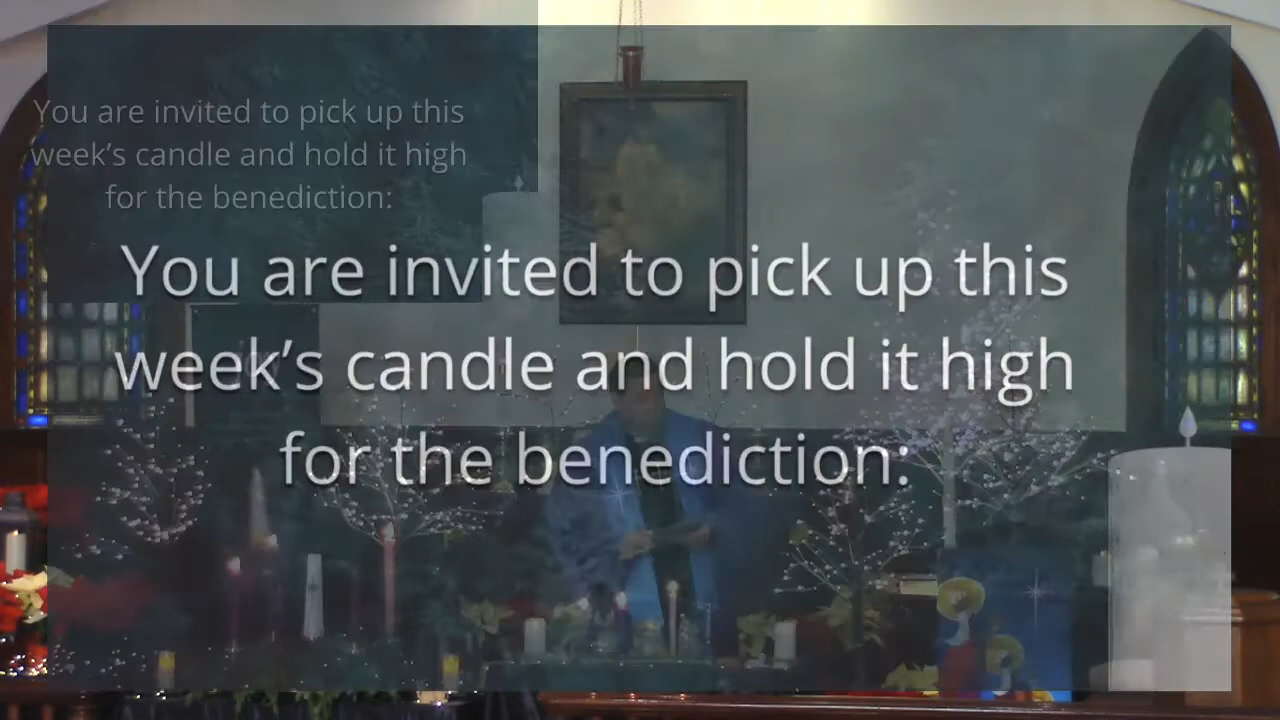 You are invited to pick up this
week’s candle and hold it high
for the benediction:
You are invited to pick up this
week’s candle and hold it high
for the benediction: